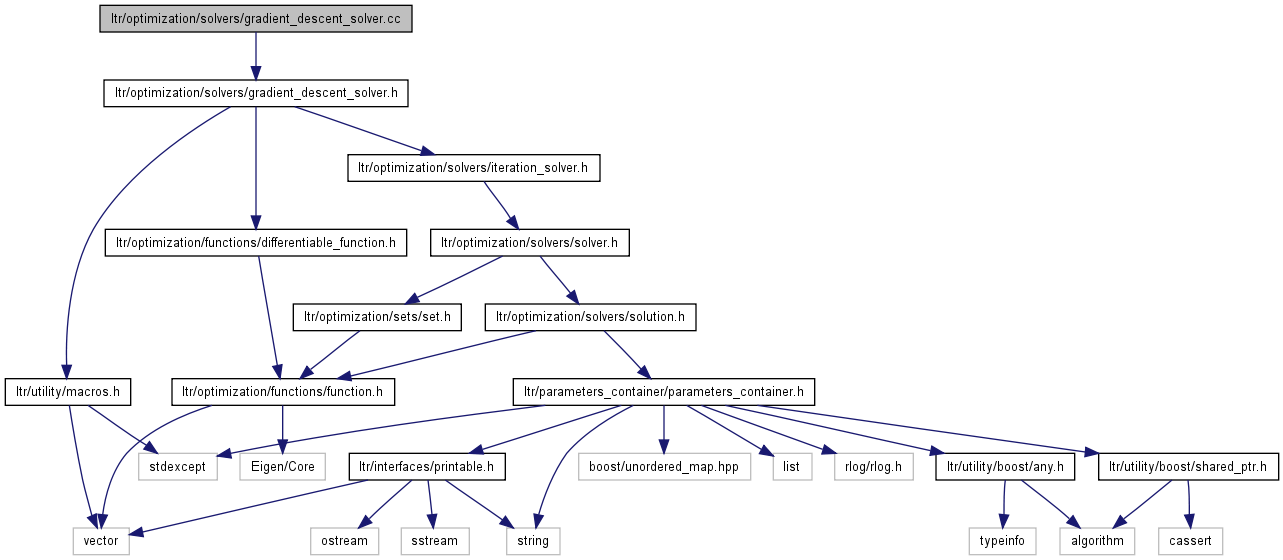 ltr/optimization/solvers/gradient_descent_solver.cc
ltr/optimization/solvers/gradient_descent_solver.h
ltr/optimization/solvers/iteration_solver.h
ltr/optimization/functions/differentiable_function.h
ltr/optimization/solvers/solver.h
ltr/optimization/sets/set.h
ltr/optimization/solvers/solution.h
ltr/utility/macros.h
ltr/optimization/functions/function.h
ltr/parameters_container/parameters_container.h
stdexcept
Eigen/Core
ltr/interfaces/printable.h
boost/unordered_map.hpp
list
rlog/rlog.h
ltr/utility/boost/any.h
ltr/utility/boost/shared_ptr.h
vector
ostream
sstream
string
typeinfo
algorithm
cassert